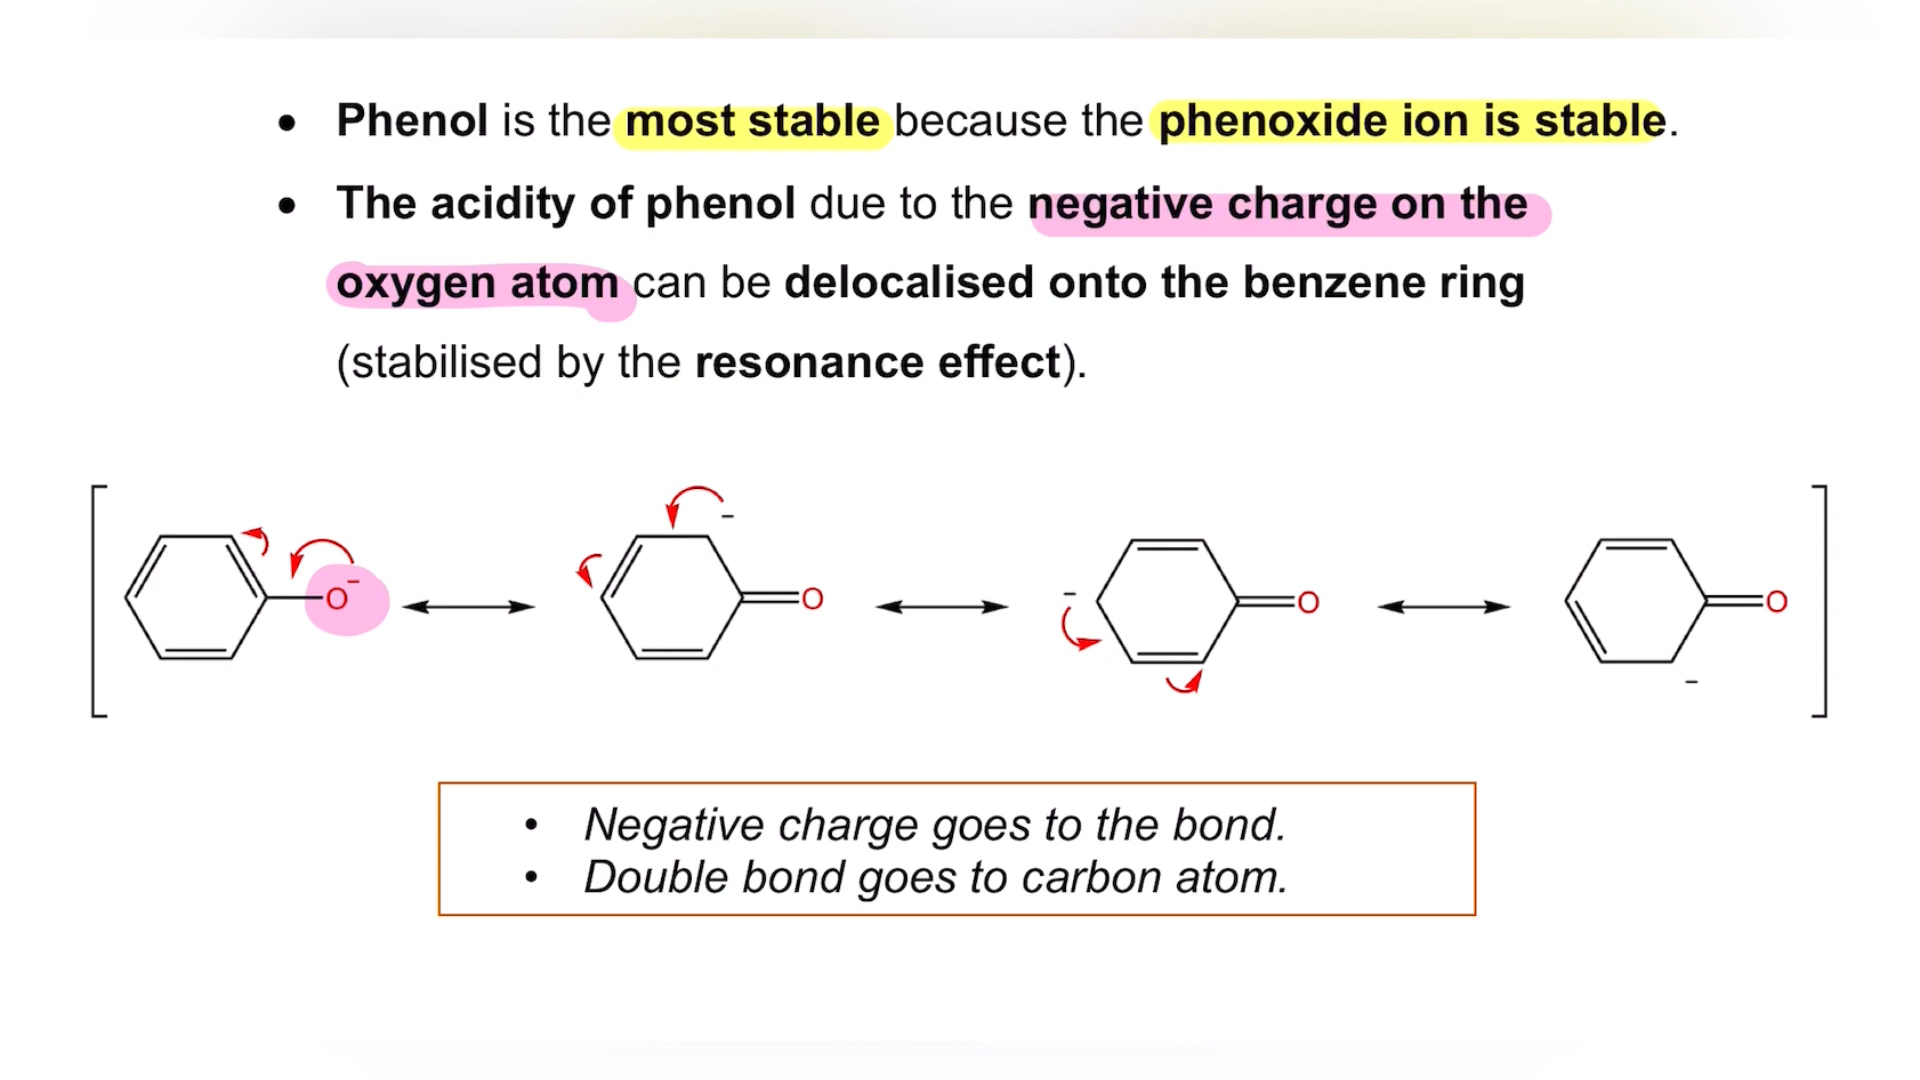 • Phenol is the most stable because the phenoxide ion is stable.
• The acidity of phenol due to the negative charge on the
oxygen atom can be delocalised onto the benzene ring
(stabilised by the resonance effect).
O⁻
−
O
−
O
O
−
• Negative charge goes to the bond.
• Double bond goes to carbon atom.